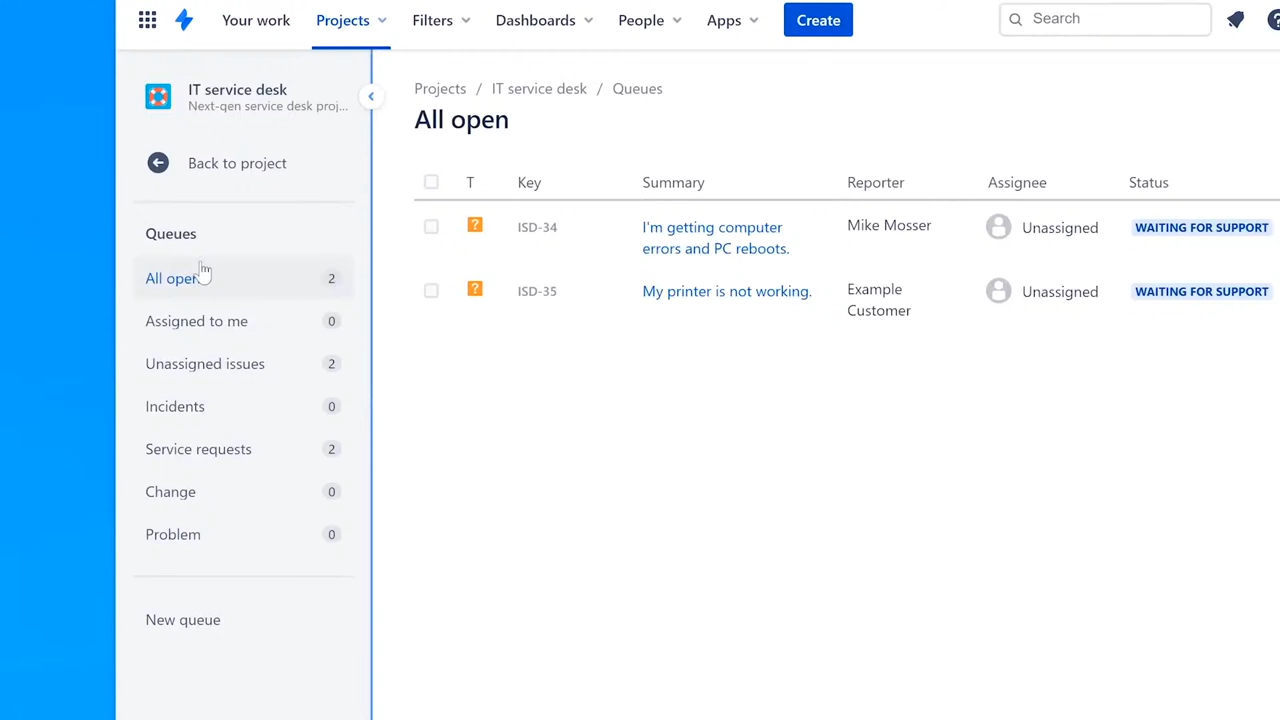 Your work Projects Filters Dashboards People Apps Create Search
IT service desk
Next-gen service desk proj...
Back to project
Queues
All open 2
Assigned to me 0
Unassigned issues 2
Incidents 0
Service requests 2
Change 0
Problem 0
New queue
Projects / IT service desk / Queues
All open
T Key Summary Reporter Assignee Status
? ISD-34 I'm getting computer Mike Mosser Unassigned WAITING FOR SUPPORT
errors and PC reboots.
? ISD-35 My printer is not working. Example Unassigned WAITING FOR SUPPORT
Customer